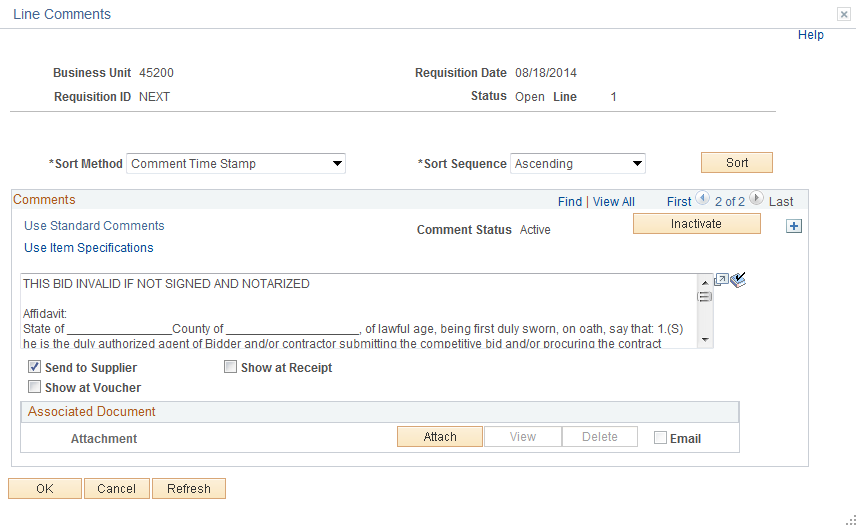 Line Comments
Help
Business Unit 45200 Requisition Date 08/18/2014
Requisition ID NEXT Status Open Line 1
*Sort Method Comment Time Stamp *Sort Sequence Ascending Sort
Comments Find | View All First 2 of 2 Last
Use Standard Comments Comment Status Active Inactivate
Use Item Specifications
THIS BID INVALID IF NOT SIGNED AND NOTARIZED
Affidavit:
State of ________________County of ____________________, of lawful age, being first duly sworn, on oath, say that: 1.(S)
he is the duly authorized agent of Bidder and/or contractor submitting the competitive bid and/or procuring the contract
Send to Supplier Show at Receipt
Show at Voucher
Associated Document
Attachment Attach View Delete Email
OK Cancel Refresh